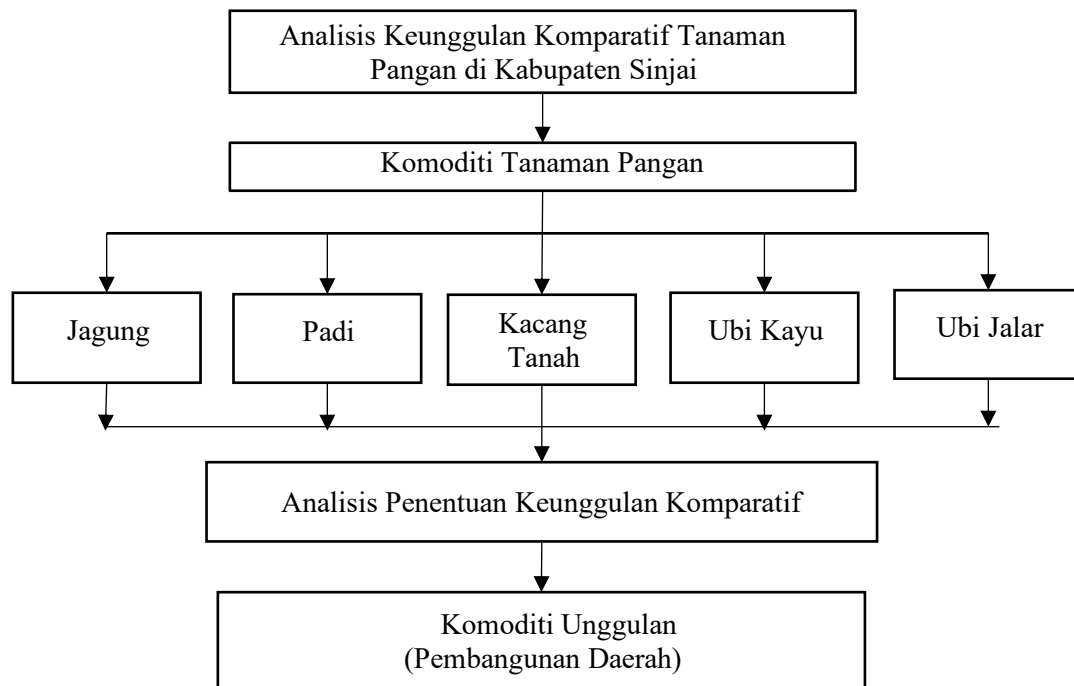 Analisis Keunggulan Komparatif Tanaman
Pangan di Kabupaten Sinjai
Komoditi Tanaman Pangan
Jagung
Padi
Kacang
Tanah
Ubi Kayu
Ubi Jalar
Analisis Penentuan Keunggulan Komparatif
Komoditi Unggulan
(Pembangunan Daerah)